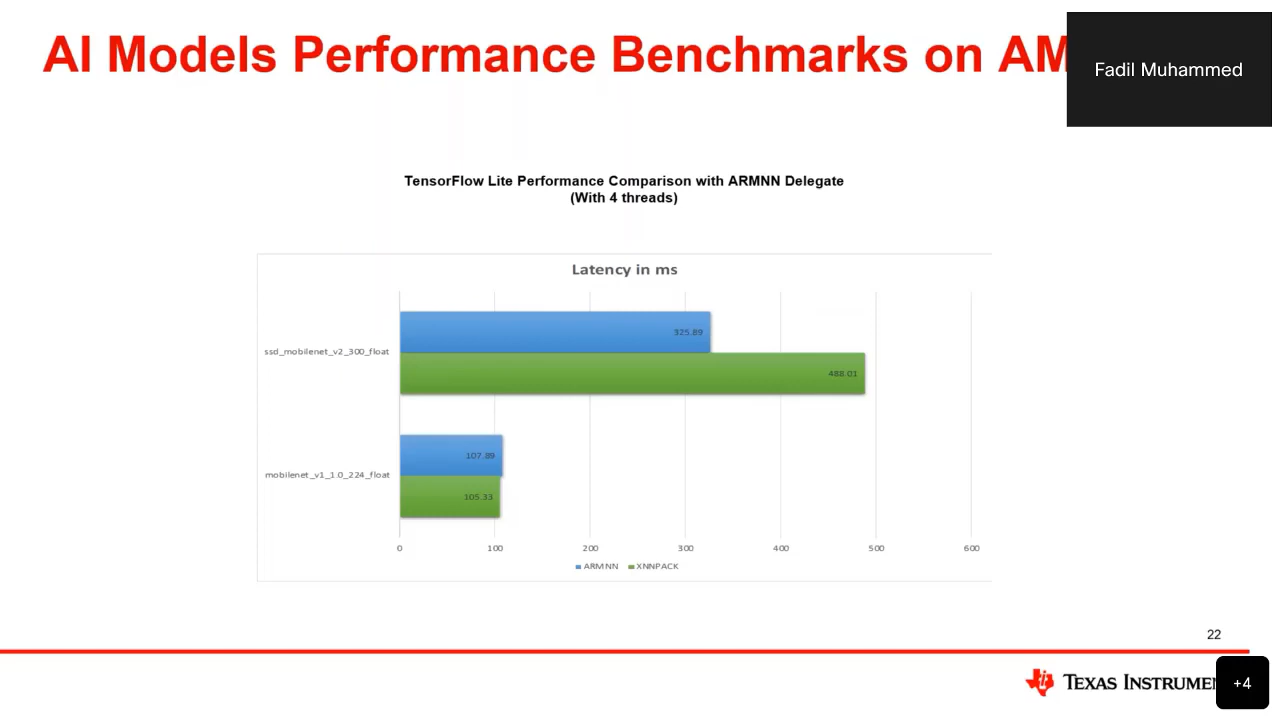 AI Models Performance Benchmarks on AM
Fadil Muhammed
TensorFlow Lite Performance Comparison with ARMNN Delegate
(With 4 threads)
Latency in ms
ssd_mobilenet_v2_300_float
325.89
488.01
mobilenet_v1_1.0_224_float
107.89
105.33
0 100 200 300 400 500 600
ARMNN XNNPACK
22
TEXAS INSTRUMEN
+4